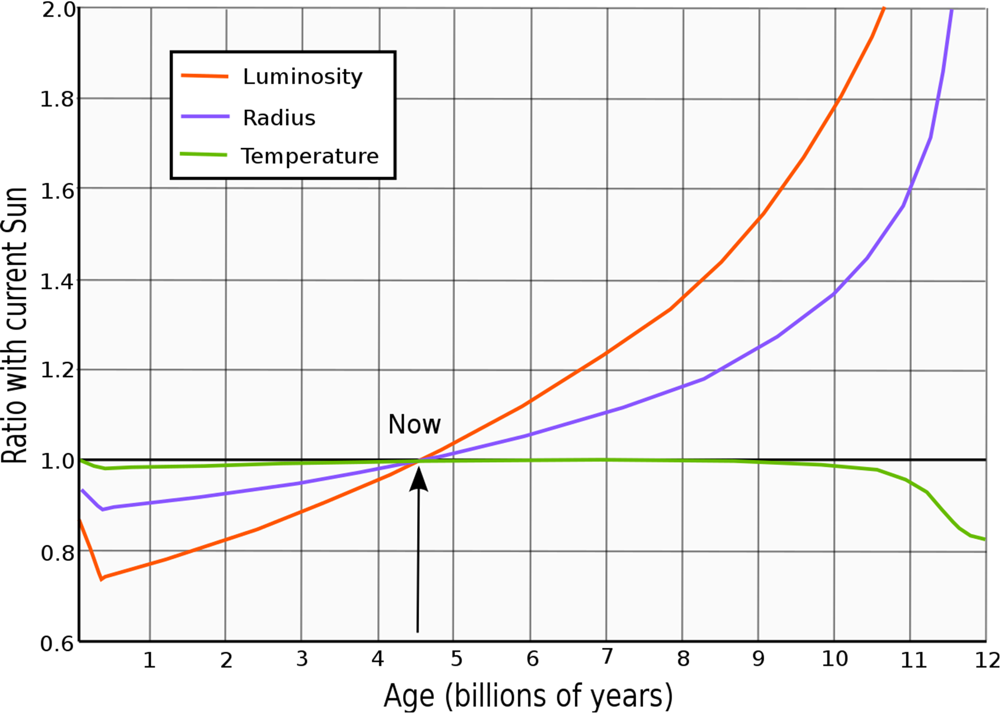 2.0
1.8
1.6
1.4
1.2
1.0
0.8
0.6
Ratio with current Sun
Luminosity
Radius
Temperature
Now
1 2 3 4 5 6 7 8 9 10 11 12
Age (billions of years)